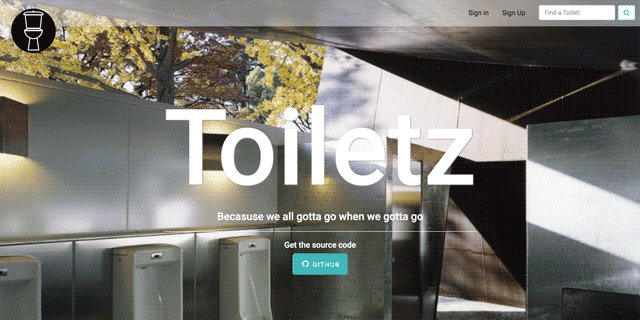 Sign in
Sign Up
Find a Toilet!
Toiletz
Becasuse we all gotta go when we gotta go
Get the source code
GITHUB